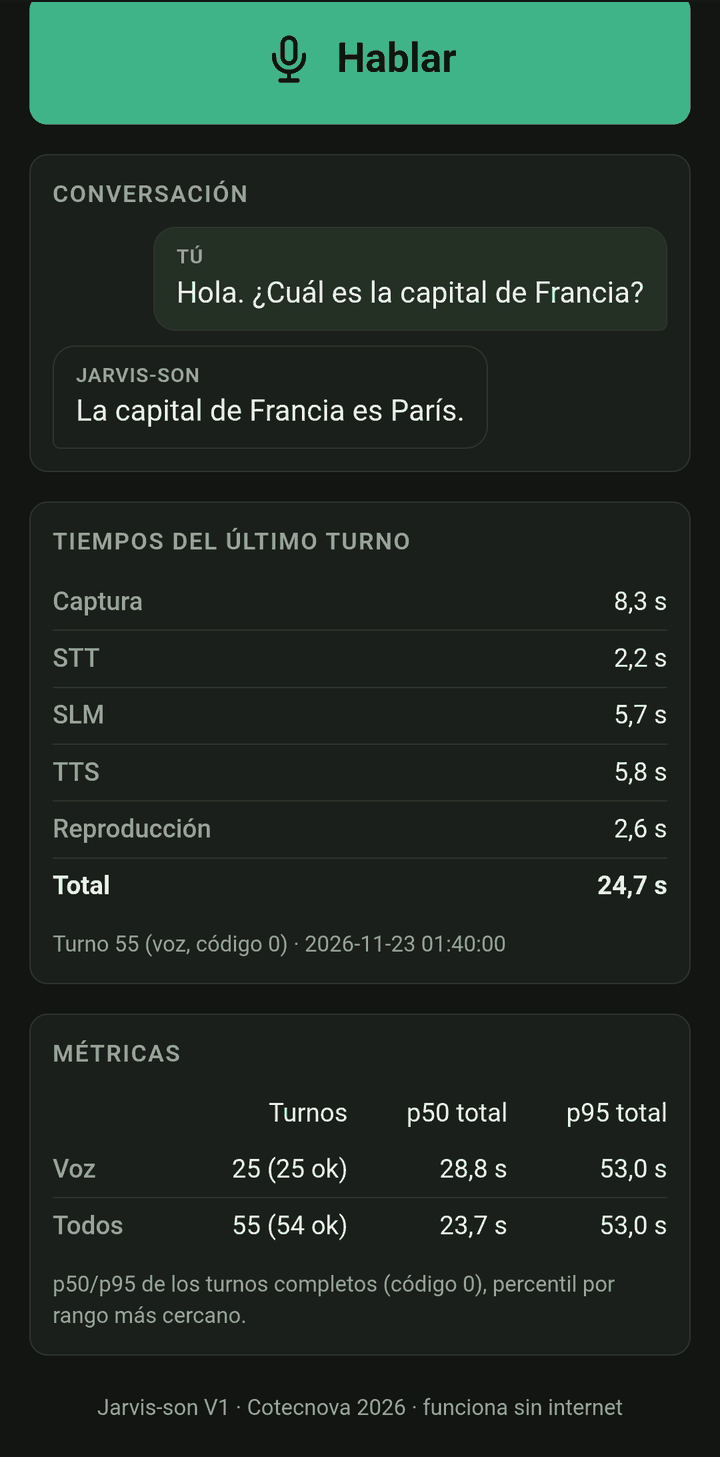 Hablar
CONVERSACIÓN
TÚ
Hola. ¿Cuál es la capital de Francia?
JARVIS-SON
La capital de Francia es París.
TIEMPOS DEL ÚLTIMO TURNO
Captura 8,3 s
STT 2,2 s
SLM 5,7 s
TTS 5,8 s
Reproducción 2,6 s
Total 24,7 s
Turno 55 (voz, código 0) · 2026-11-23 01:40:00
MÉTRICAS
Turnos p50 total p95 total
Voz 25 (25 ok) 28,8 s 53,0 s
Todos 55 (54 ok) 23,7 s 53,0 s
p50/p95 de los turnos completos (código 0), percentil por
rango más cercano.
Jarvis-son V1 · Cotecnova 2026 · funciona sin internet